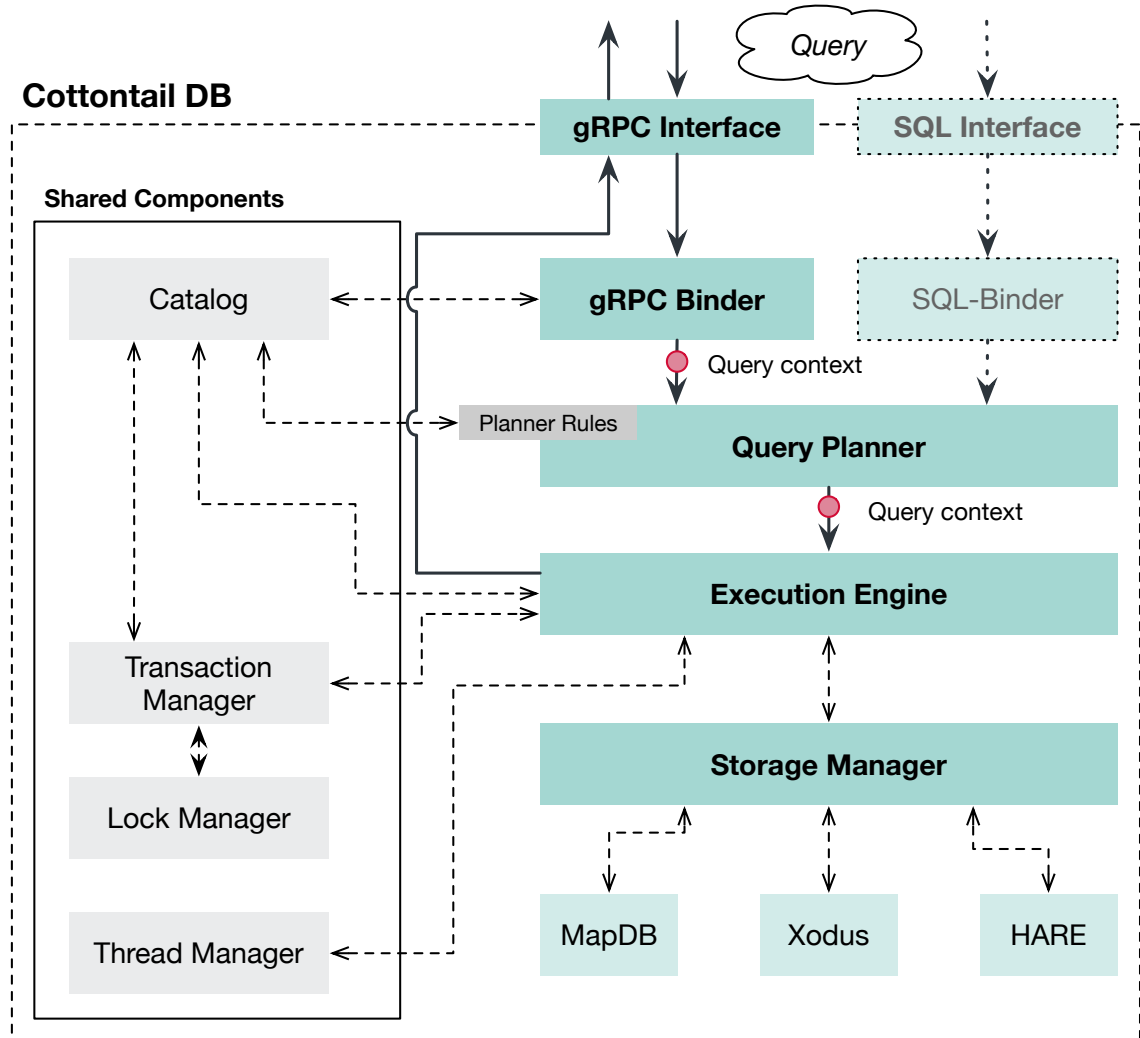 Query
Cottontail DB
gRPC Interface
SQL Interface
Shared Components
Catalog
gRPC Binder
SQL-Binder
Query context
Planner Rules
Query Planner
Query context
Execution Engine
Transaction
Manager
Storage Manager
Lock Manager
Thread Manager
MapDB
Xodus
HARE